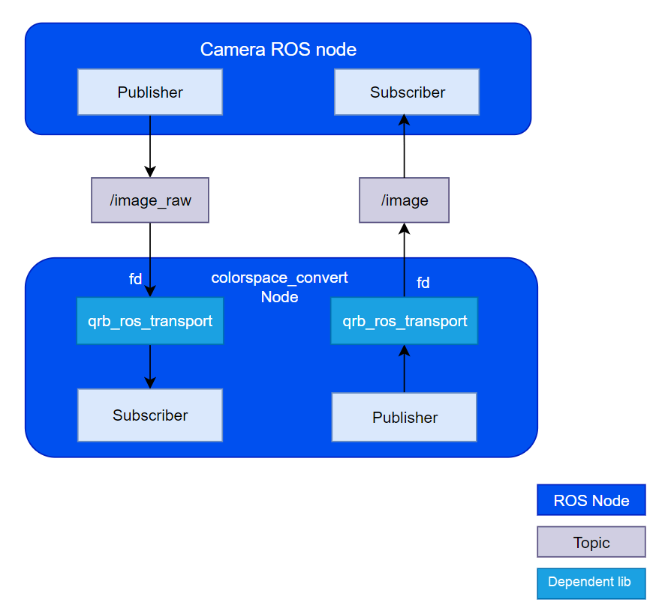 Camera ROS node
Publisher
Subscriber
/image_raw
/image
fd
colorspace_convert
Node
fd
qrb_ros_transport
qrb_ros_transport
Subscriber
Publisher
ROS Node
Topic
Dependent lib